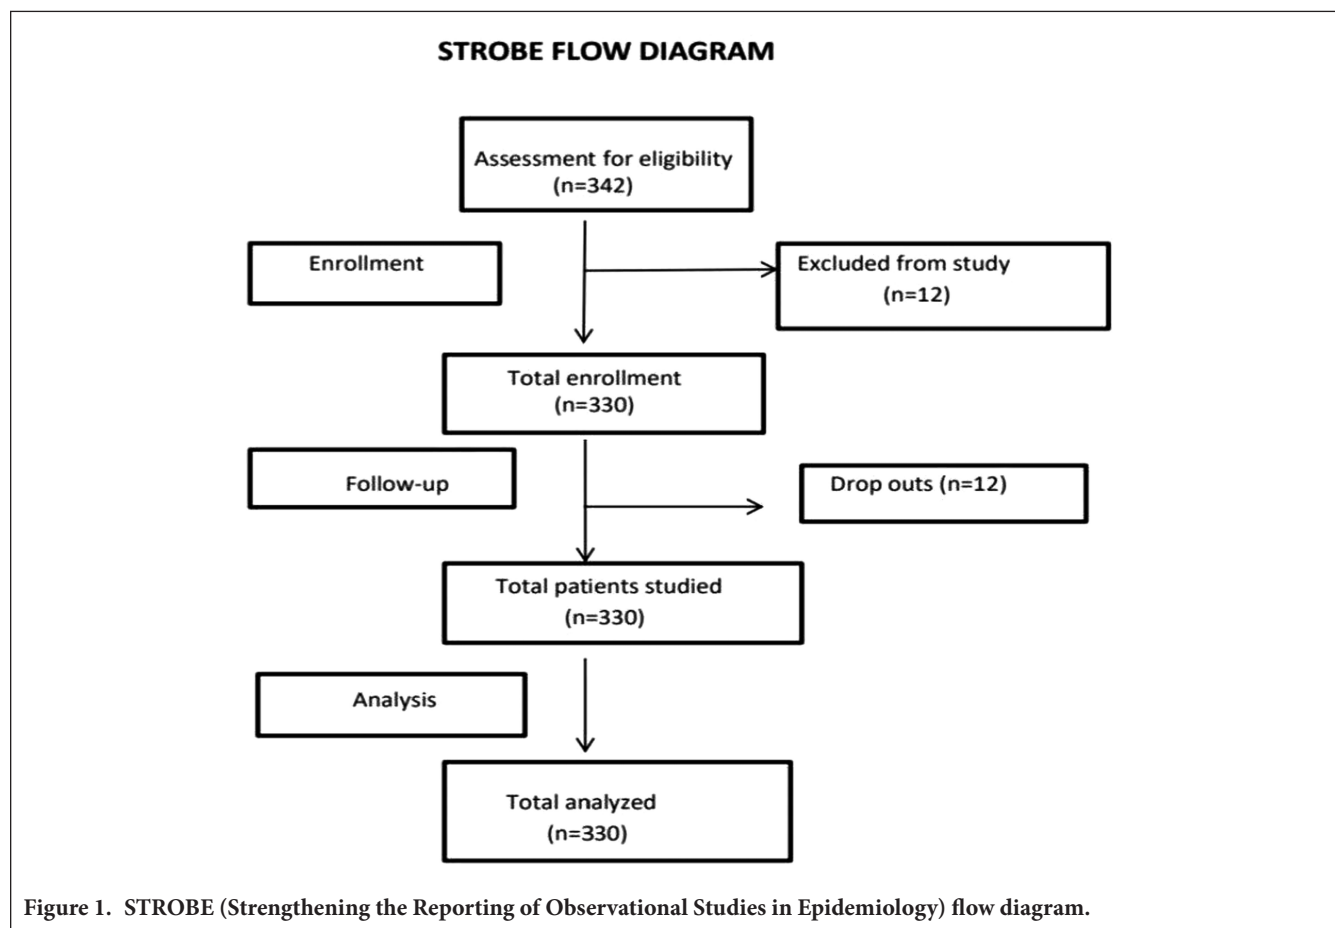 STROBE FLOW DIAGRAM
Assessment for eligibility
(n=342)
Enrollment
Excluded from study
(n=12)
Total enrollment
(n=330)
Follow-up
Drop outs (n=12)
Total patients studied
(n=330)
Analysis
Total analyzed
(n=330)
Figure 1. STROBE (Strengthening the Reporting of Observational Studies in Epidemiology) flow diagram.